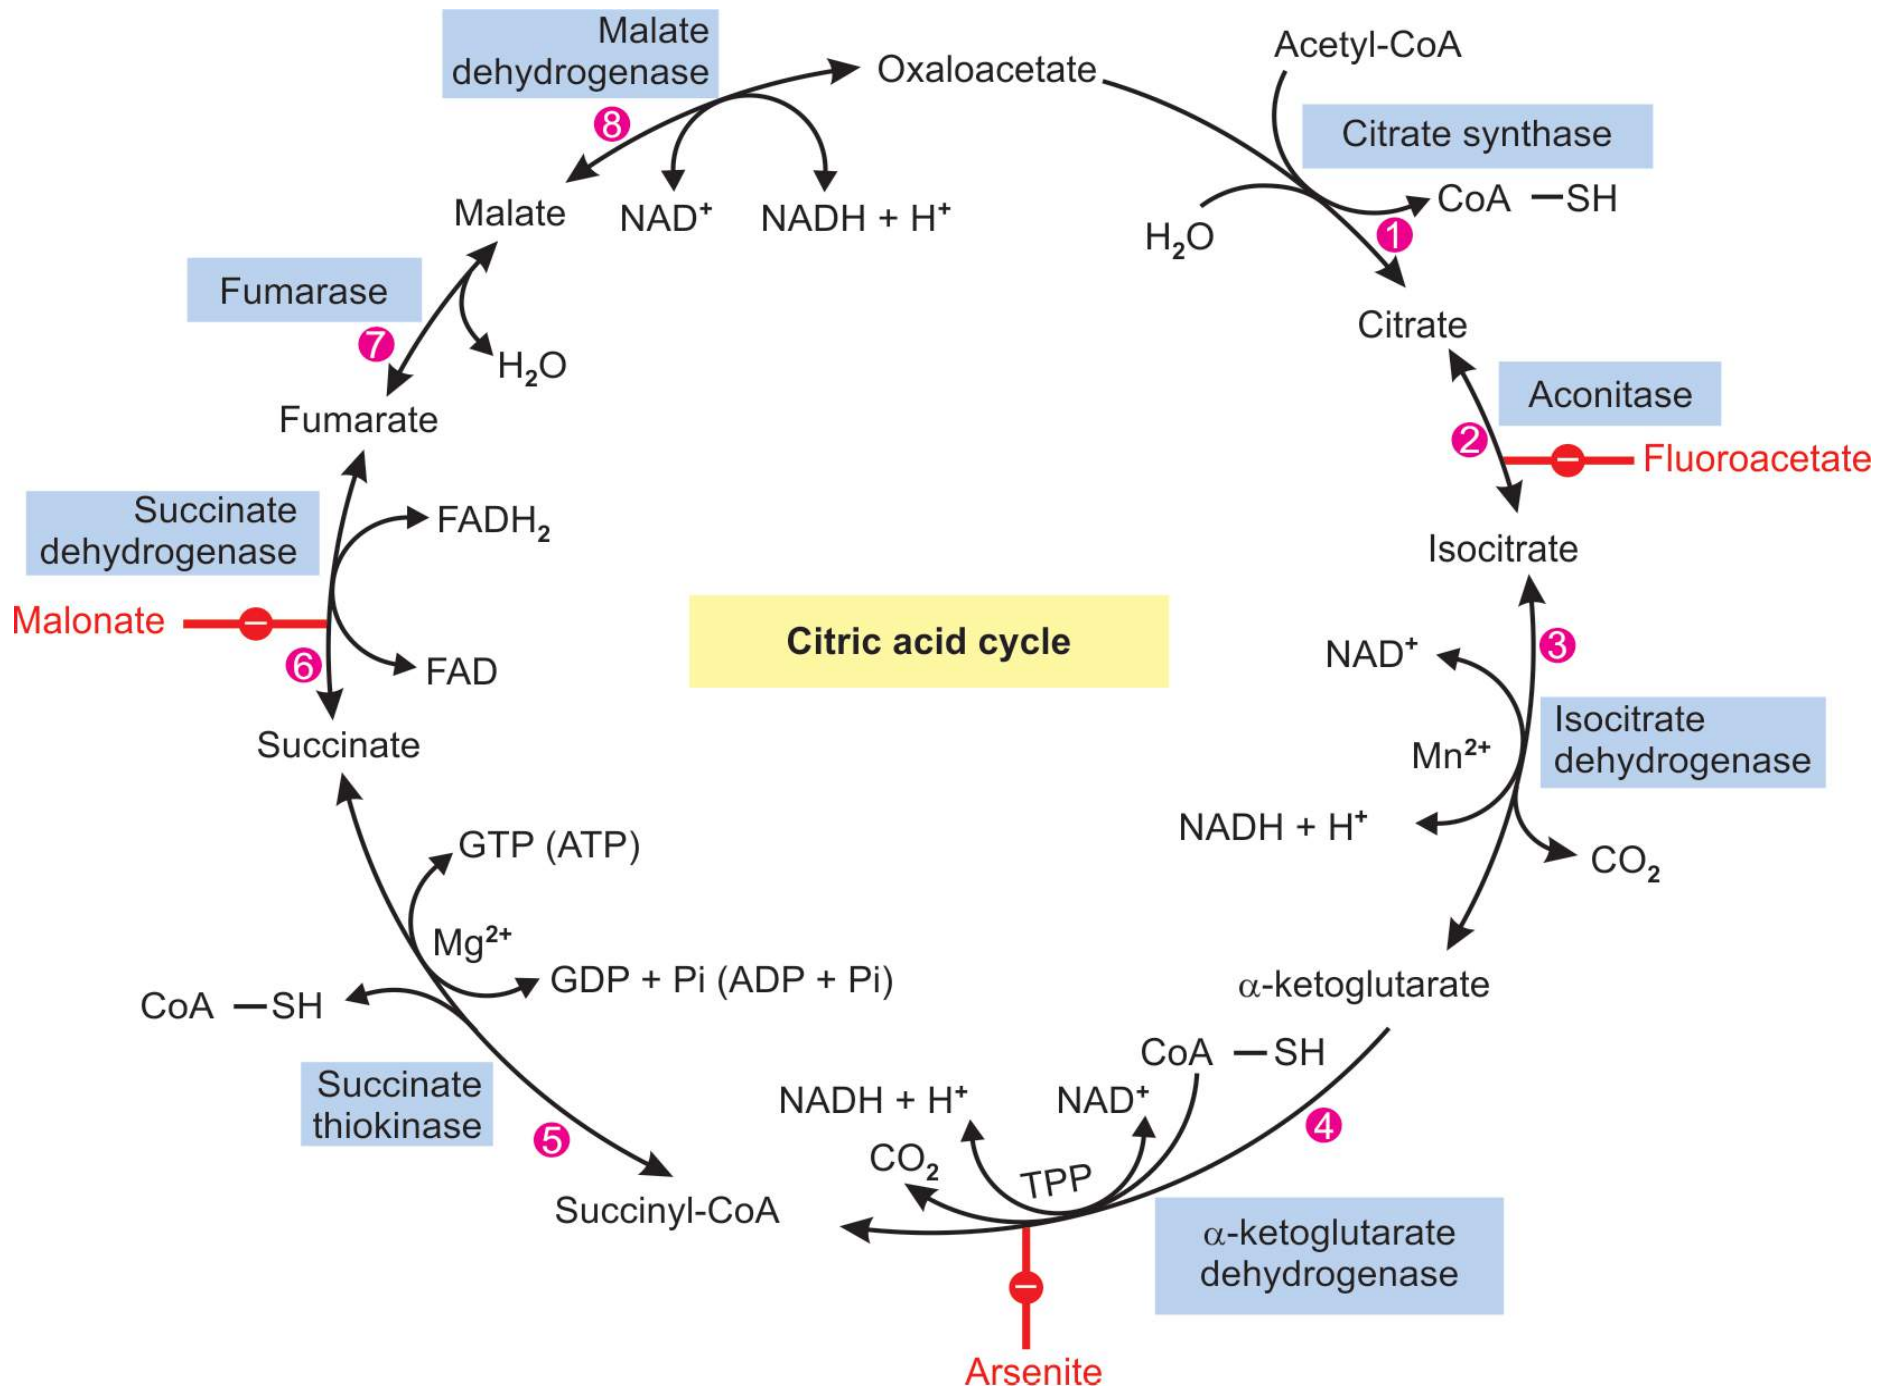 Malate
dehydrogenase
8
Oxaloacetate
Acetyl-CoA
Citrate synthase
CoA —SH
H₂O
1
Malate
NAD⁺
NADH + H⁺
Fumarase
7
H₂O
Citrate
Aconitase
2
Fluoroacetate
Fumarate
Succinate
dehydrogenase
FADH₂
Malonate
6
FAD
Isocitrate
Citric acid cycle
NAD⁺
3
Mn²⁺
Isocitrate
dehydrogenase
NADH + H⁺
CO₂
Succinate
GTP (ATP)
Mg²⁺
GDP + Pi (ADP + Pi)
CoA —SH
α-ketoglutarate
CoA —SH
Succinate
thiokinase
5
NADH + H⁺
NAD⁺
4
CO₂
TPP
Succinyl-CoA
α-ketoglutarate
dehydrogenase
Arsenite